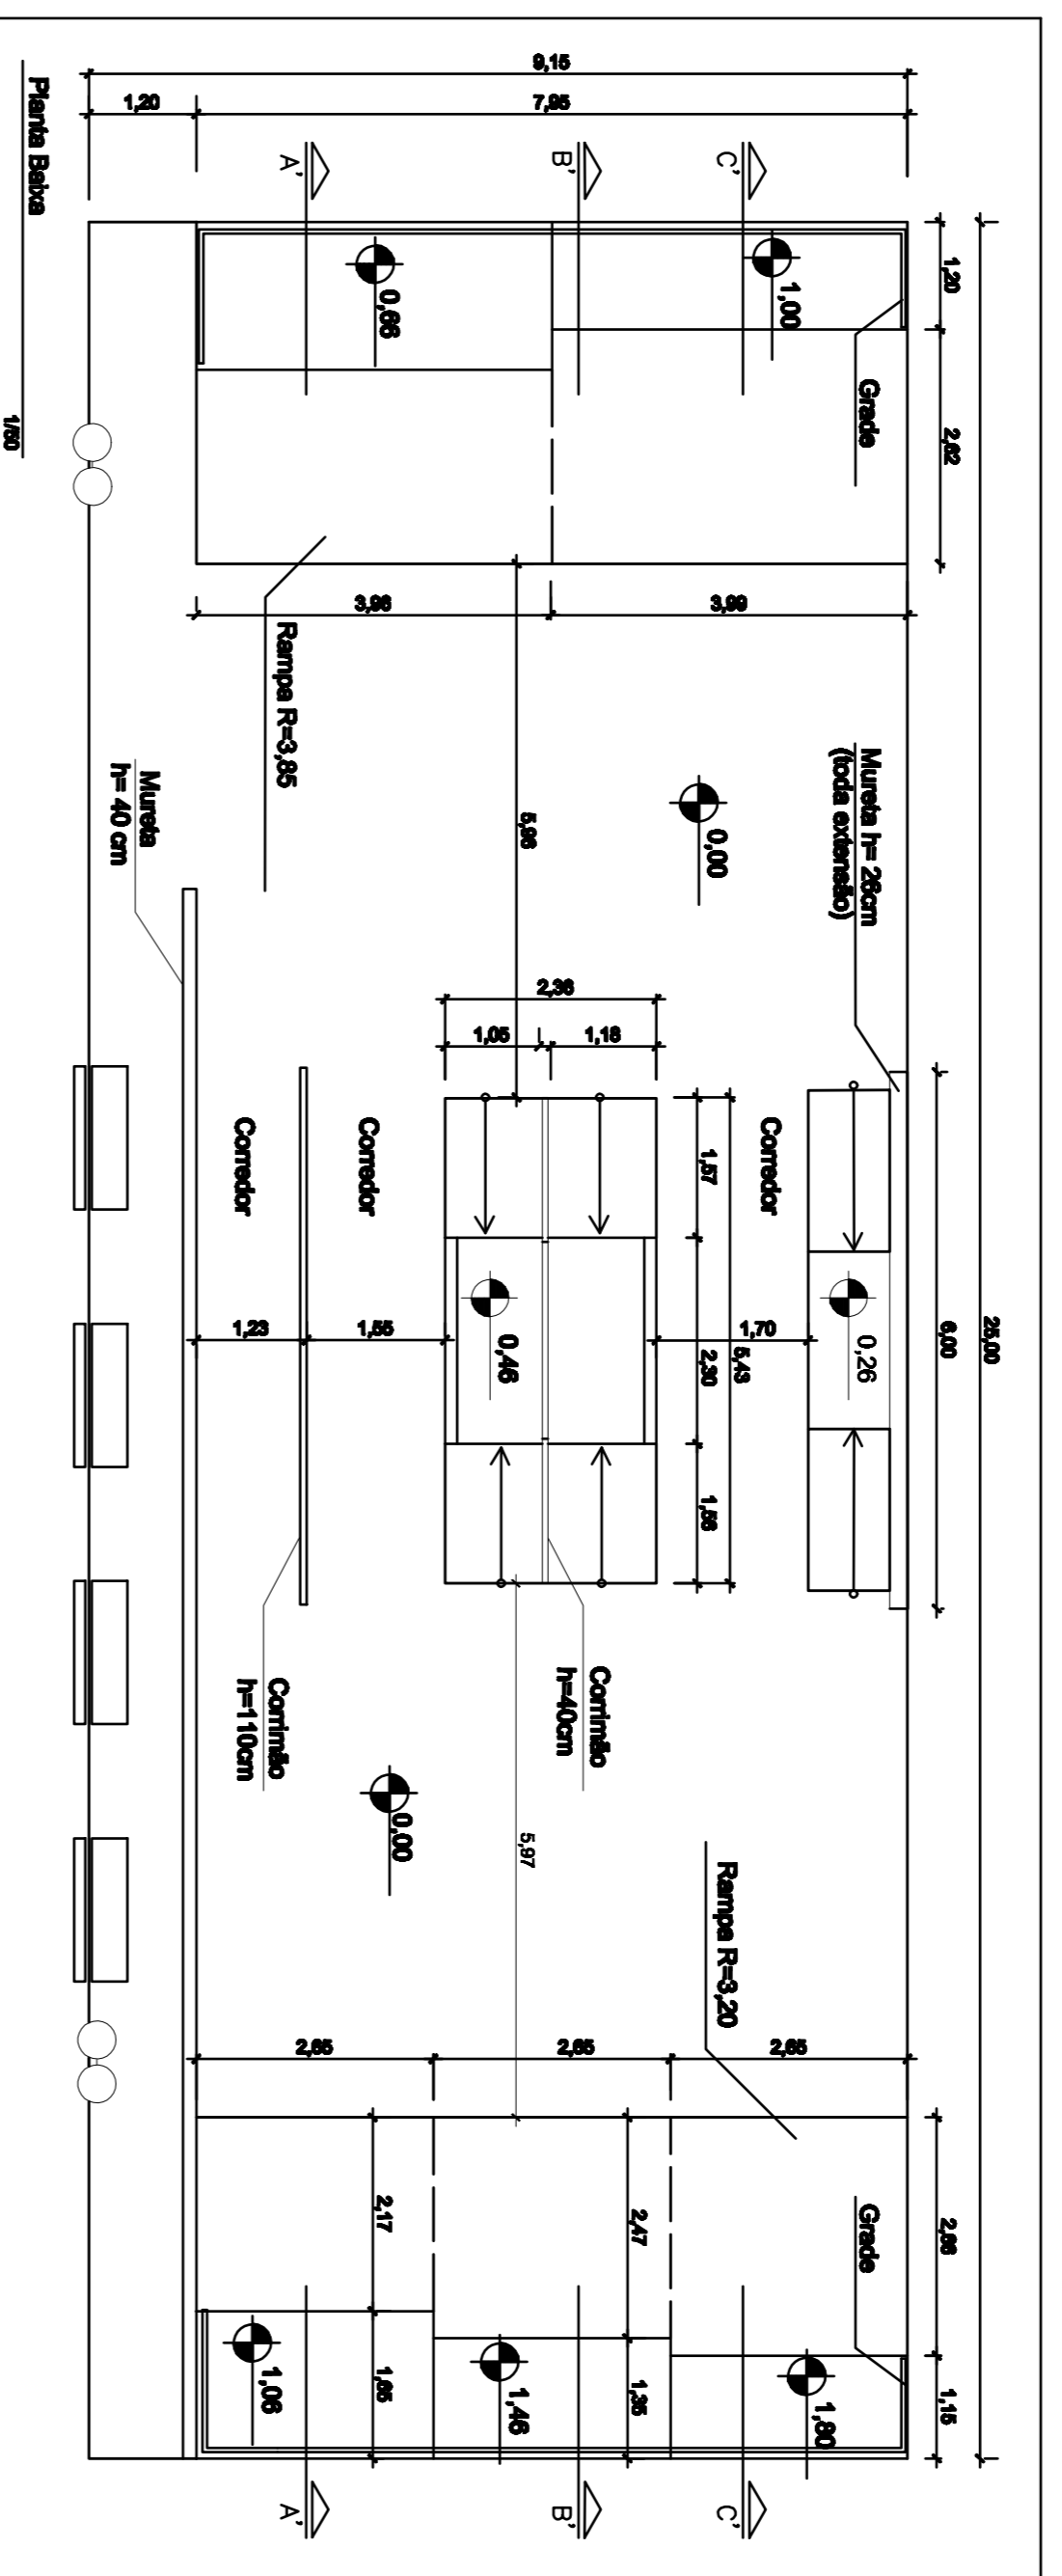 25,00
1,20
2,62
6,00
2,66
1,15
9,15
7,95
1,20
C'
B'
A'
1,00
0,66
Grade
3,99
3,96
Rampa R=3,85
0,00
5,96
Mureta h= 26cm
(toda extensão)
Mureta
h= 40 cm
2,36
1,18
1,05
Corredor
Corredor
Corredor
1,57
5,43
2,30
1,56
0,26
0,46
1,70
1,55
1,23
Corrimão
h=40cm
Corrimão
h=110cm
0,00
5,97
Rampa R=3,20
2,65
2,65
2,65
Grade
2,47
1,35
2,17
1,65
1,80
1,46
1,06
C'
B'
A'
Planta Baixa
1/50